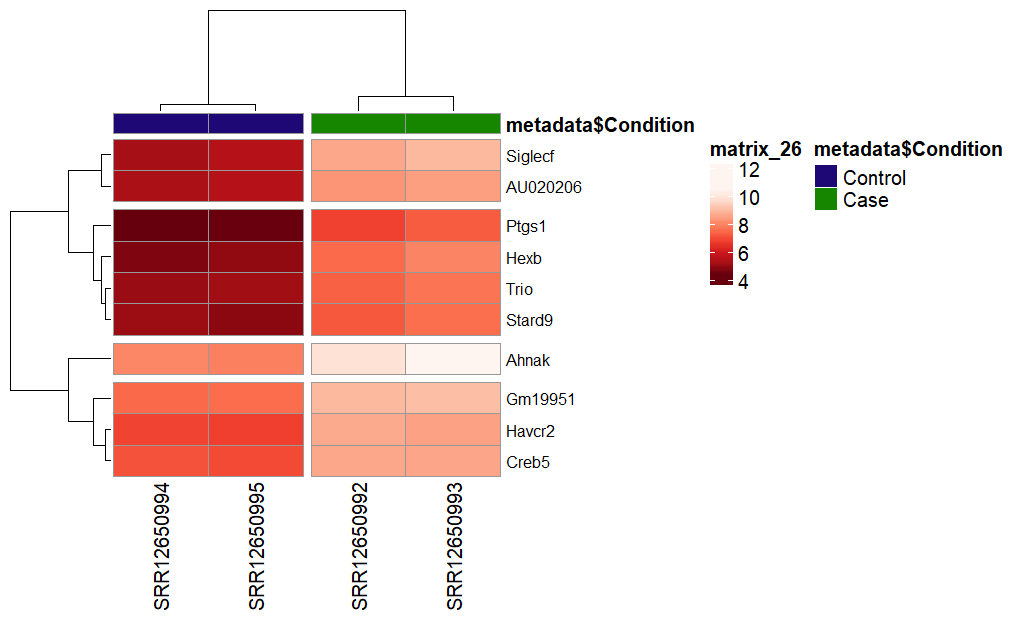 metadata$Condition
Siglecf
AU020206
Ptgs1
Hexb
Trio
Stard9
Ahnak
Gm19951
Havcr2
Creb5
SRR12650994
SRR12650995
SRR12650992
SRR12650993
matrix_26
12
10
8
6
4
metadata$Condition
Control
Case